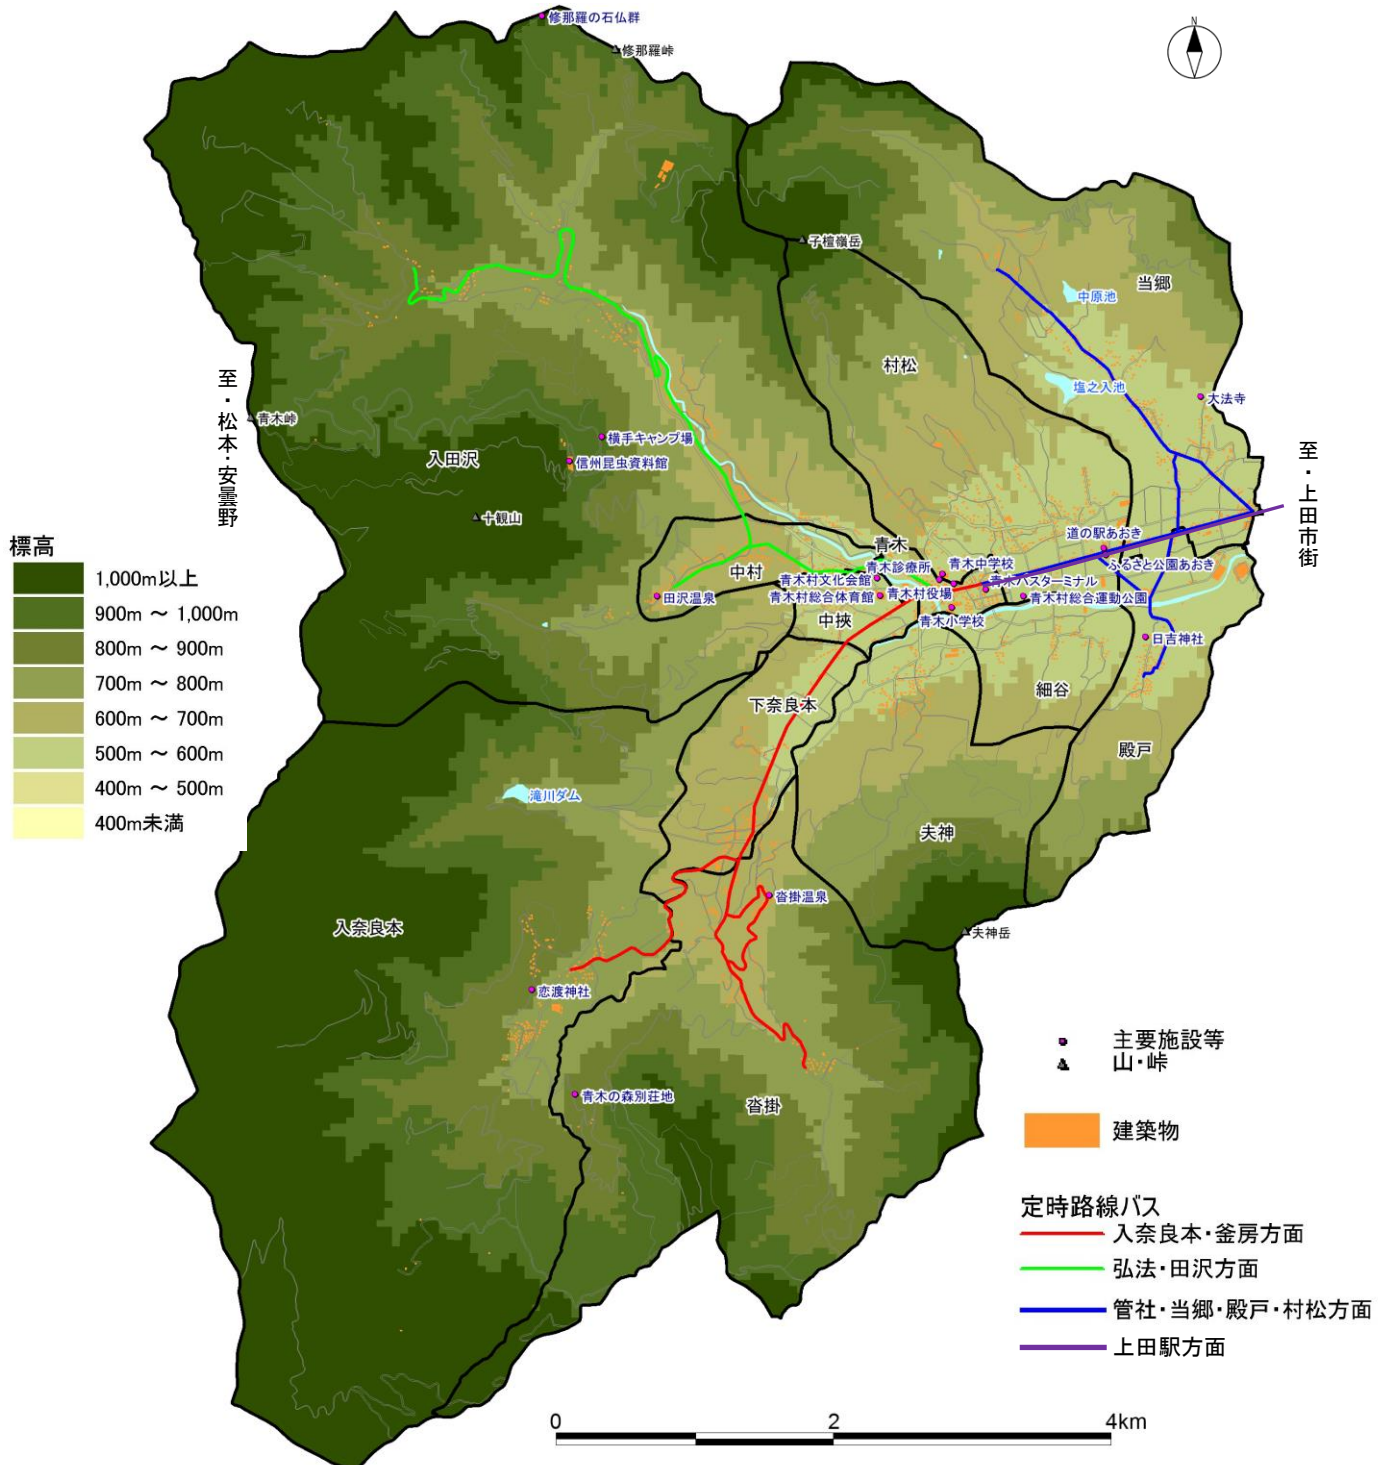 修那羅の石仏群
修那羅峠
N
子檀嶺岳
当郷
中原池
村松
塩之入池
大法寺
至・松本・安曇野
青木峠
横手キャンプ場
入田沢
信州昆虫資料館
至・上田市街
十観山
道の駅あおき
ふるさと公園あおき
青木
青木診療所
青木中学校
中村
青木村文化会館
青木バスターミナル
田沢温泉
青木村総合体育館
青木村役場
青木村総合運動公園
中挾
青木小学校
日吉神社
標高
1,000m以上
900m ～ 1,000m
800m ～ 900m
700m ～ 800m
600m ～ 700m
500m ～ 600m
400m ～ 500m
400m未満
細谷
下奈良本
殿戸
滝川ダム
夫神
沓掛温泉
入奈良本
夫神岳
恋渡神社
青木の森別荘地
沓掛
主要施設等
山・峠
建築物
定時路線バス
入奈良本・釜房方面
弘法・田沢方面
管社・当郷・殿戸・村松方面
上田駅方面
0 2 4km